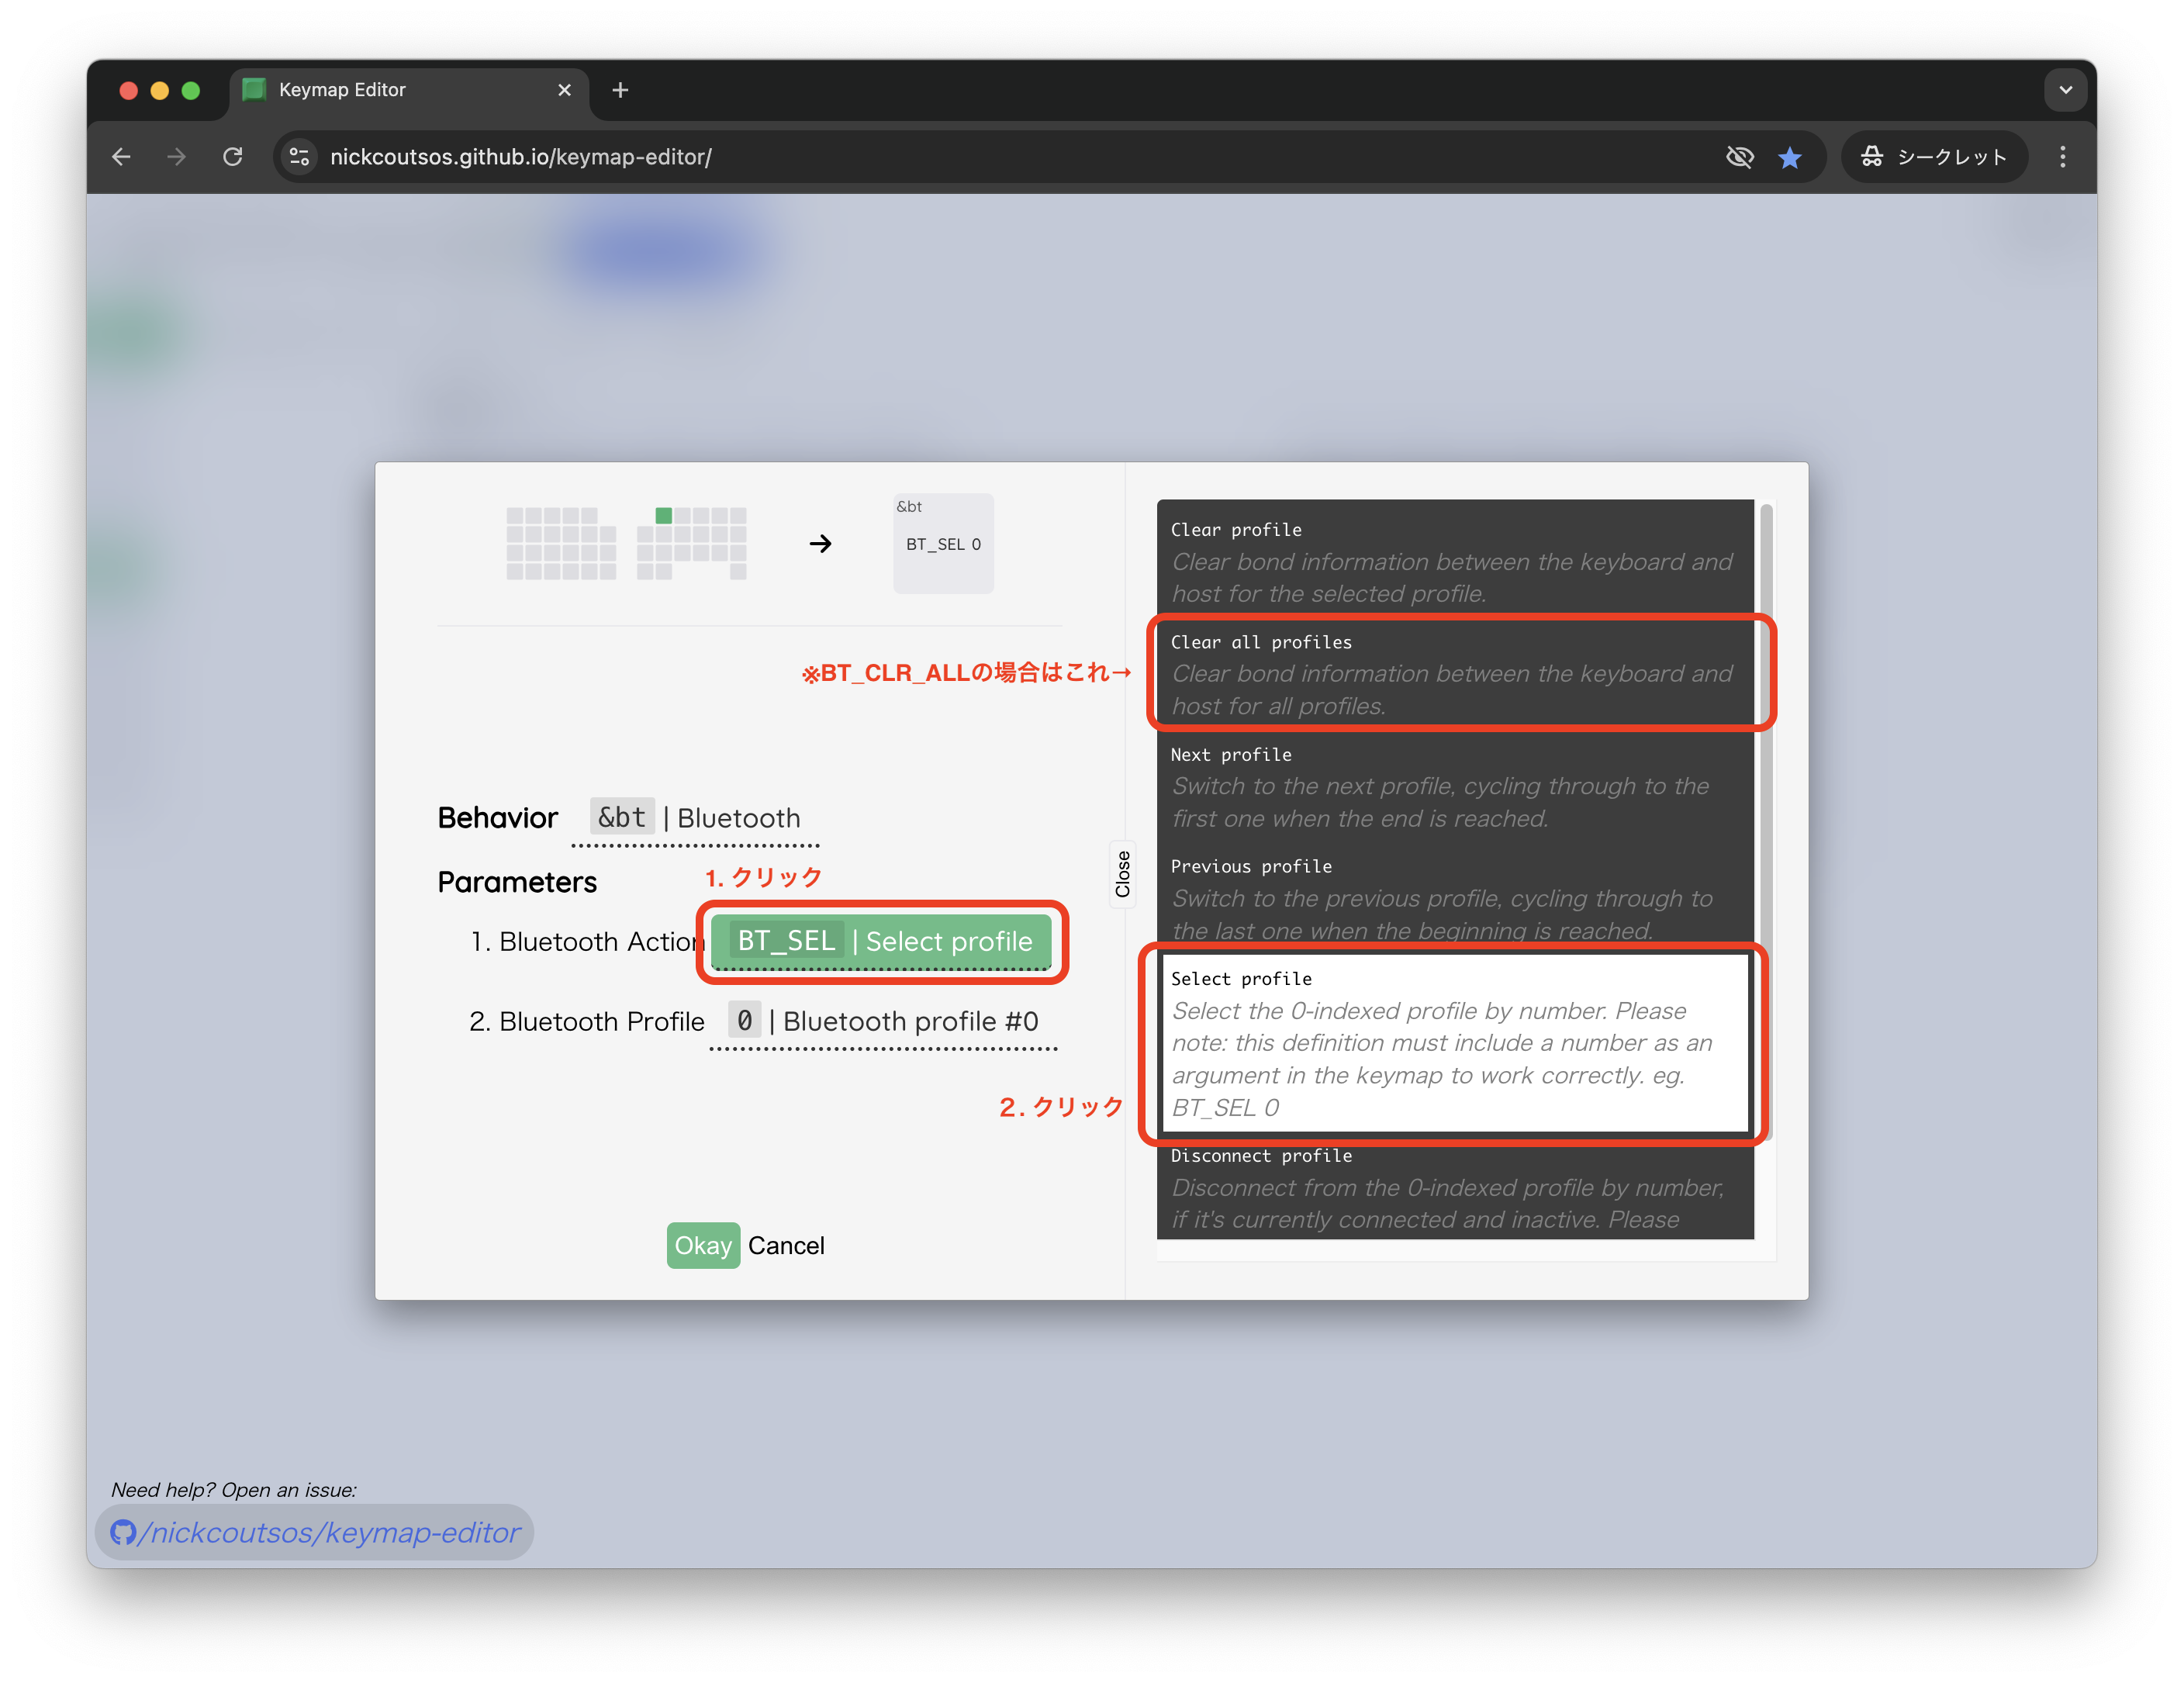 Keymap Editor
nickcoutsos.github.io/keymap-editor/
シークレット
&bt
BT_SEL 0
※BT_CLR_ALLの場合はこれ→
Behavior &bt | Bluetooth
Parameters
1. クリック
1. Bluetooth Action BT_SEL | Select profile
2. Bluetooth Profile 0 | Bluetooth profile #0
2. クリック
Okay Cancel
Close
Clear profile
Clear bond information between the keyboard and
host for the selected profile.
Clear all profiles
Clear bond information between the keyboard and
host for all profiles.
Next profile
Switch to the next profile, cycling through to the
first one when the end is reached.
Previous profile
Switch to the previous profile, cycling through to
the last one when the beginning is reached.
Select profile
Select the 0-indexed profile by number. Please
note: this definition must include a number as an
argument in the keymap to work correctly. eg.
BT_SEL 0
Disconnect profile
Disconnect from the 0-indexed profile by number,
if it's currently connected and inactive. Please
Need help? Open an issue:
/nickcoutsos/keymap-editor